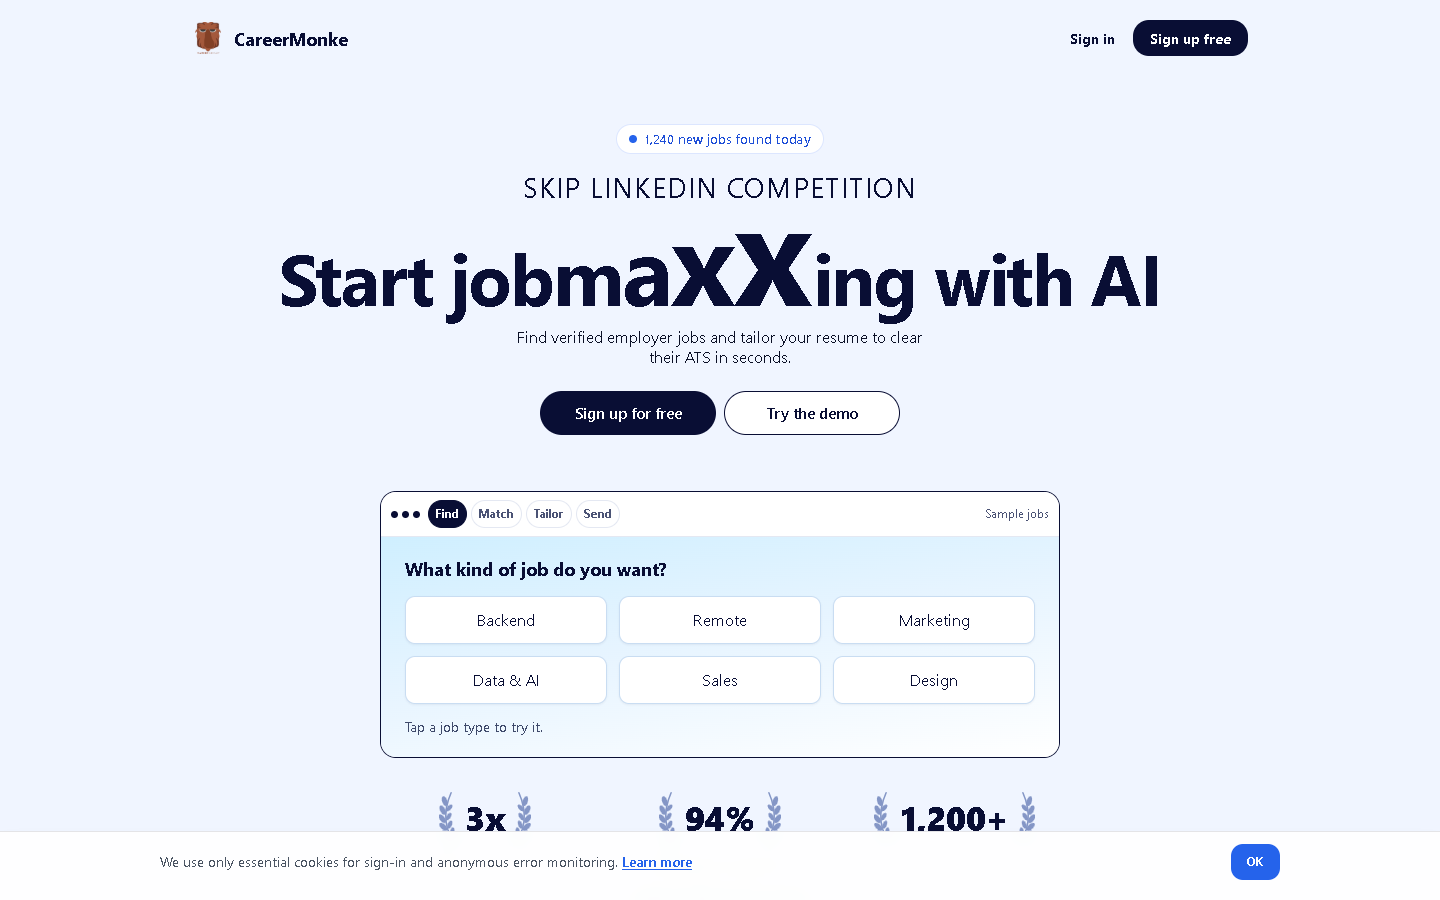 CareerMonke
Sign in
Sign up free
1,240 new jobs found today
SKIP LINKEDIN COMPETITION
Start jobmaxXing with AI
Find verified employer jobs and tailor your resume to clear
their ATS in seconds.
Sign up for free
Try the demo
Find
Match
Tailor
Send
Sample jobs
What kind of job do you want?
Backend
Remote
Marketing
Data & AI
Sales
Design
Tap a job type to try it.
3x
94%
1,200+
We use only essential cookies for sign-in and anonymous error monitoring. Learn more
OK